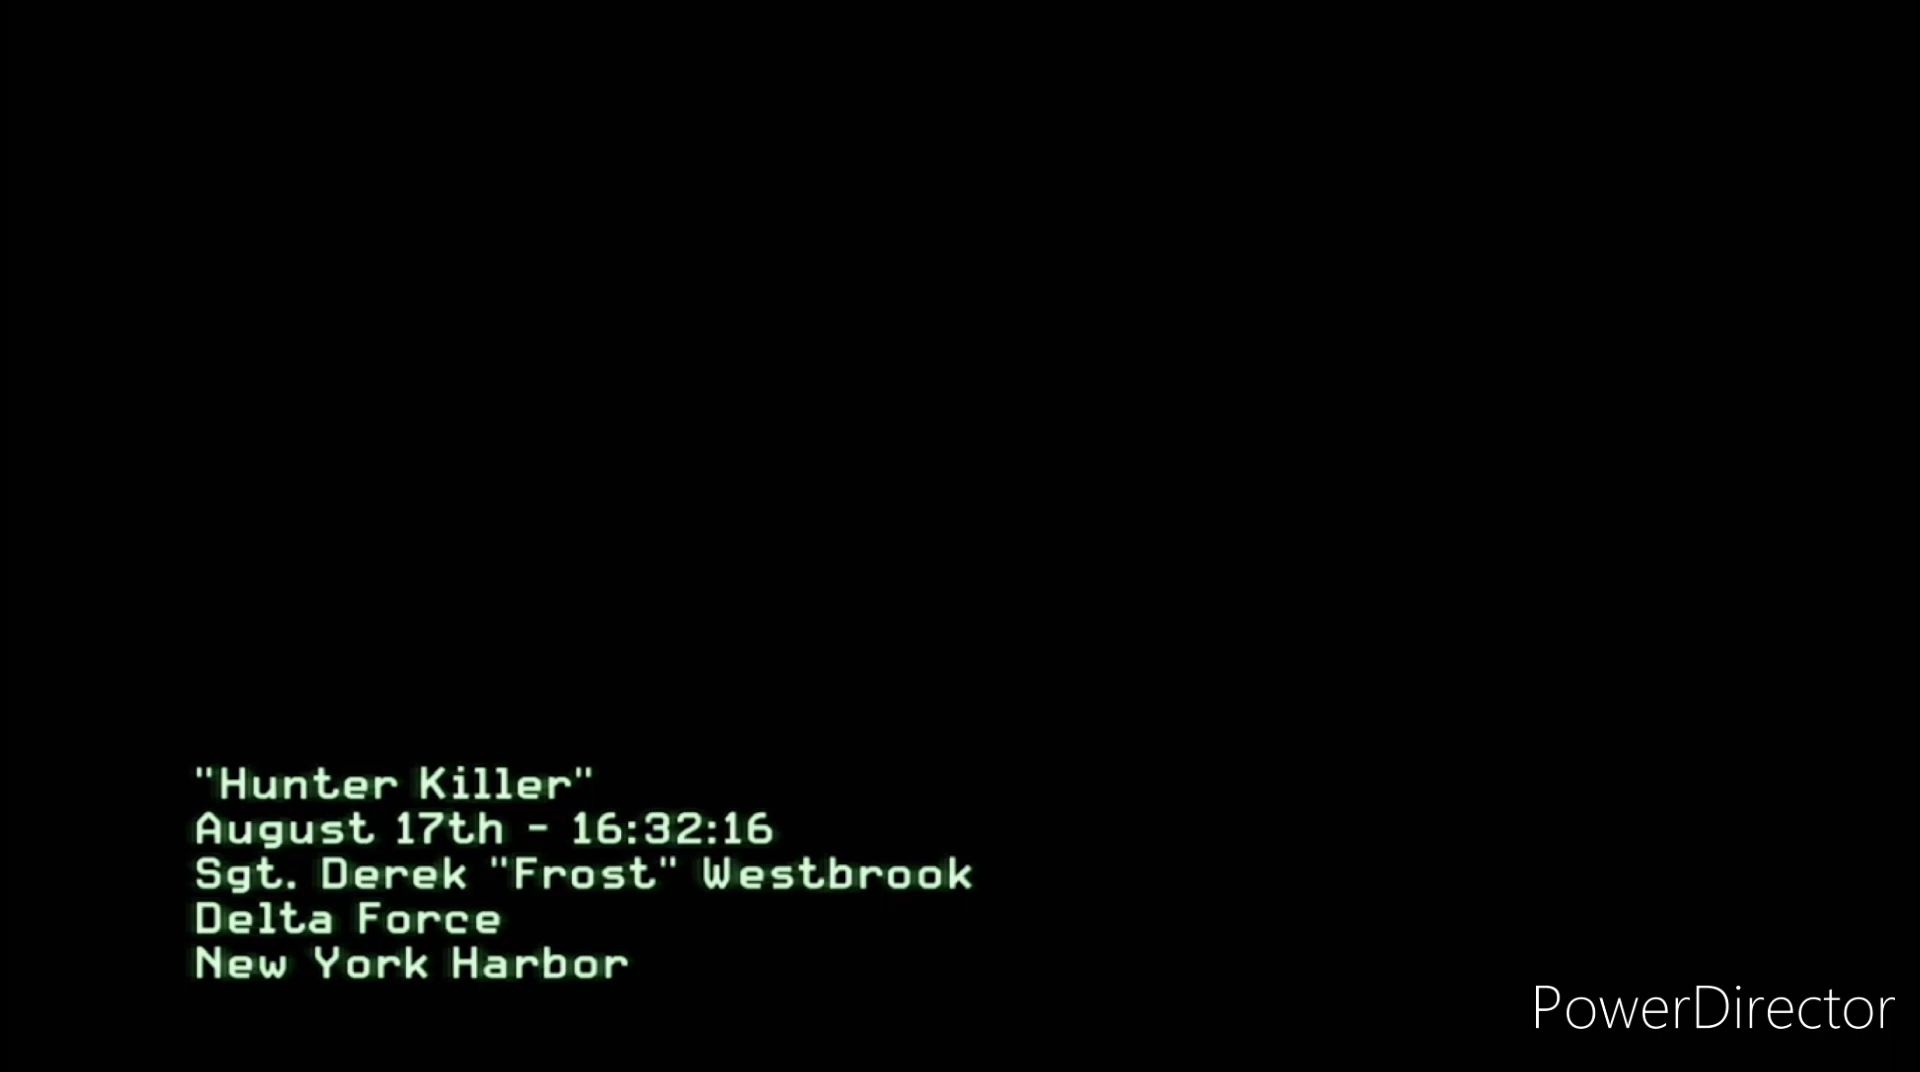 "Hunter Killer"
August 17th - 16:32:16
Sgt. Derek "Frost" Westbrook
Delta Force
New York Harbor
PowerDirector